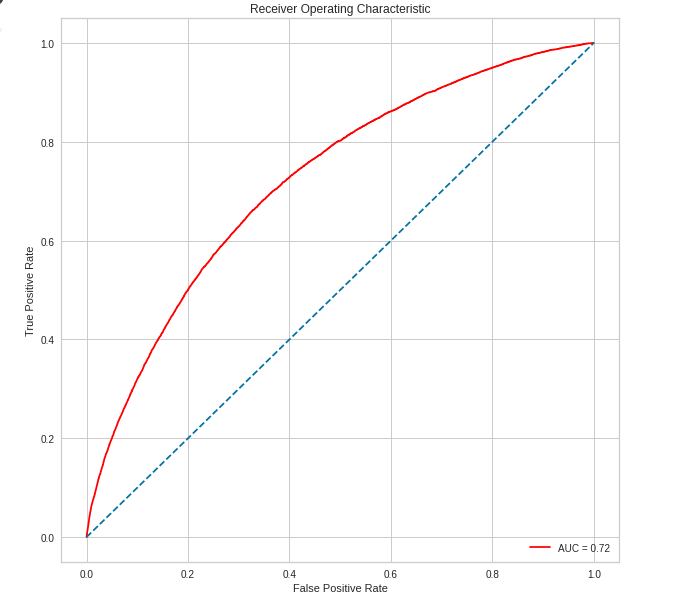 Receiver Operating Characteristic
1.0
0.8
0.6
0.4
0.2
0.0
True Positive Rate
AUC = 0.72
0.0 0.2 0.4 0.6 0.8 1.0
False Positive Rate